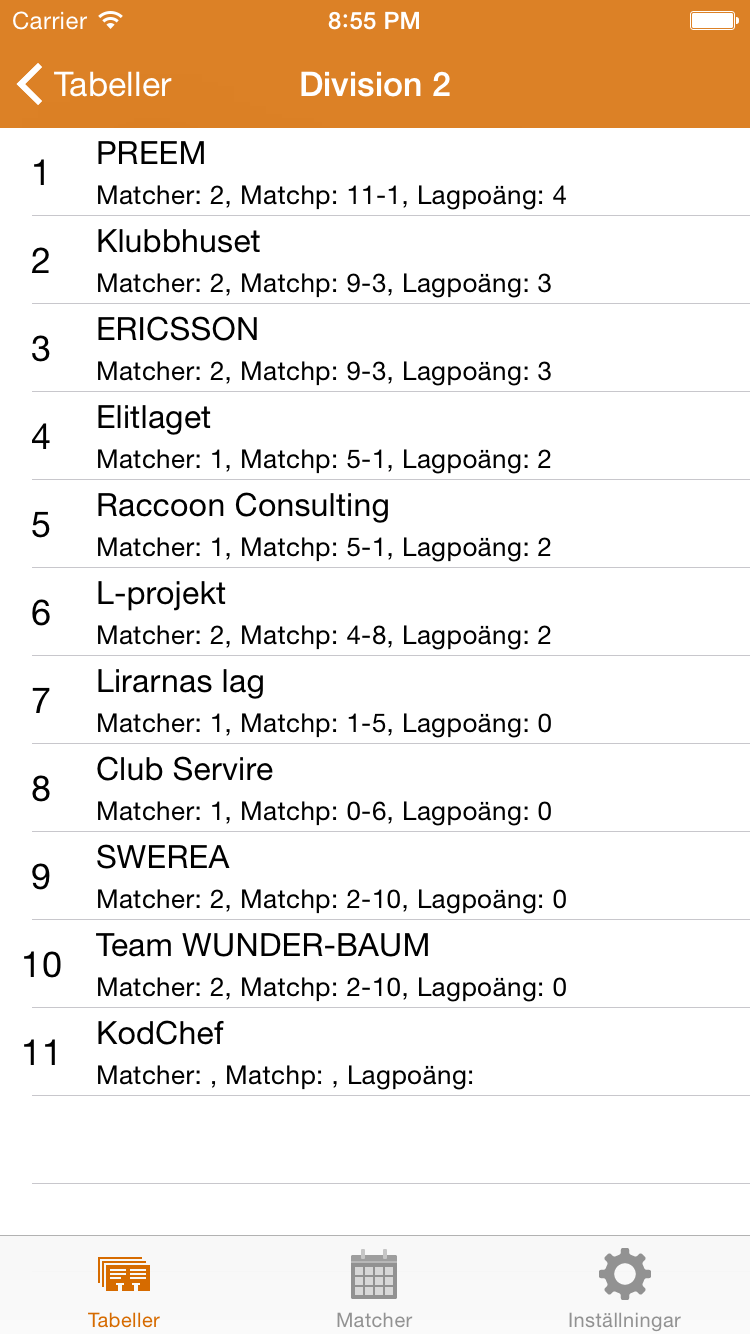 Carrier 8:55 PM
Tabeller Division 2
1 PREEM
Matcher: 2, Matchp: 11-1, Lagpoäng: 4
2 Klubbhuset
Matcher: 2, Matchp: 9-3, Lagpoäng: 3
3 ERICSSON
Matcher: 2, Matchp: 9-3, Lagpoäng: 3
4 Elitlaget
Matcher: 1, Matchp: 5-1, Lagpoäng: 2
5 Raccoon Consulting
Matcher: 1, Matchp: 5-1, Lagpoäng: 2
6 L-projekt
Matcher: 2, Matchp: 4-8, Lagpoäng: 2
7 Lirarnas lag
Matcher: 1, Matchp: 1-5, Lagpoäng: 0
8 Club Servire
Matcher: 1, Matchp: 0-6, Lagpoäng: 0
9 SWEREA
Matcher: 2, Matchp: 2-10, Lagpoäng: 0
10 Team WUNDER-BAUM
Matcher: 2, Matchp: 2-10, Lagpoäng: 0
11 KodChef
Matcher: , Matchp: , Lagpoäng:
Tabeller Matcher Inställningar